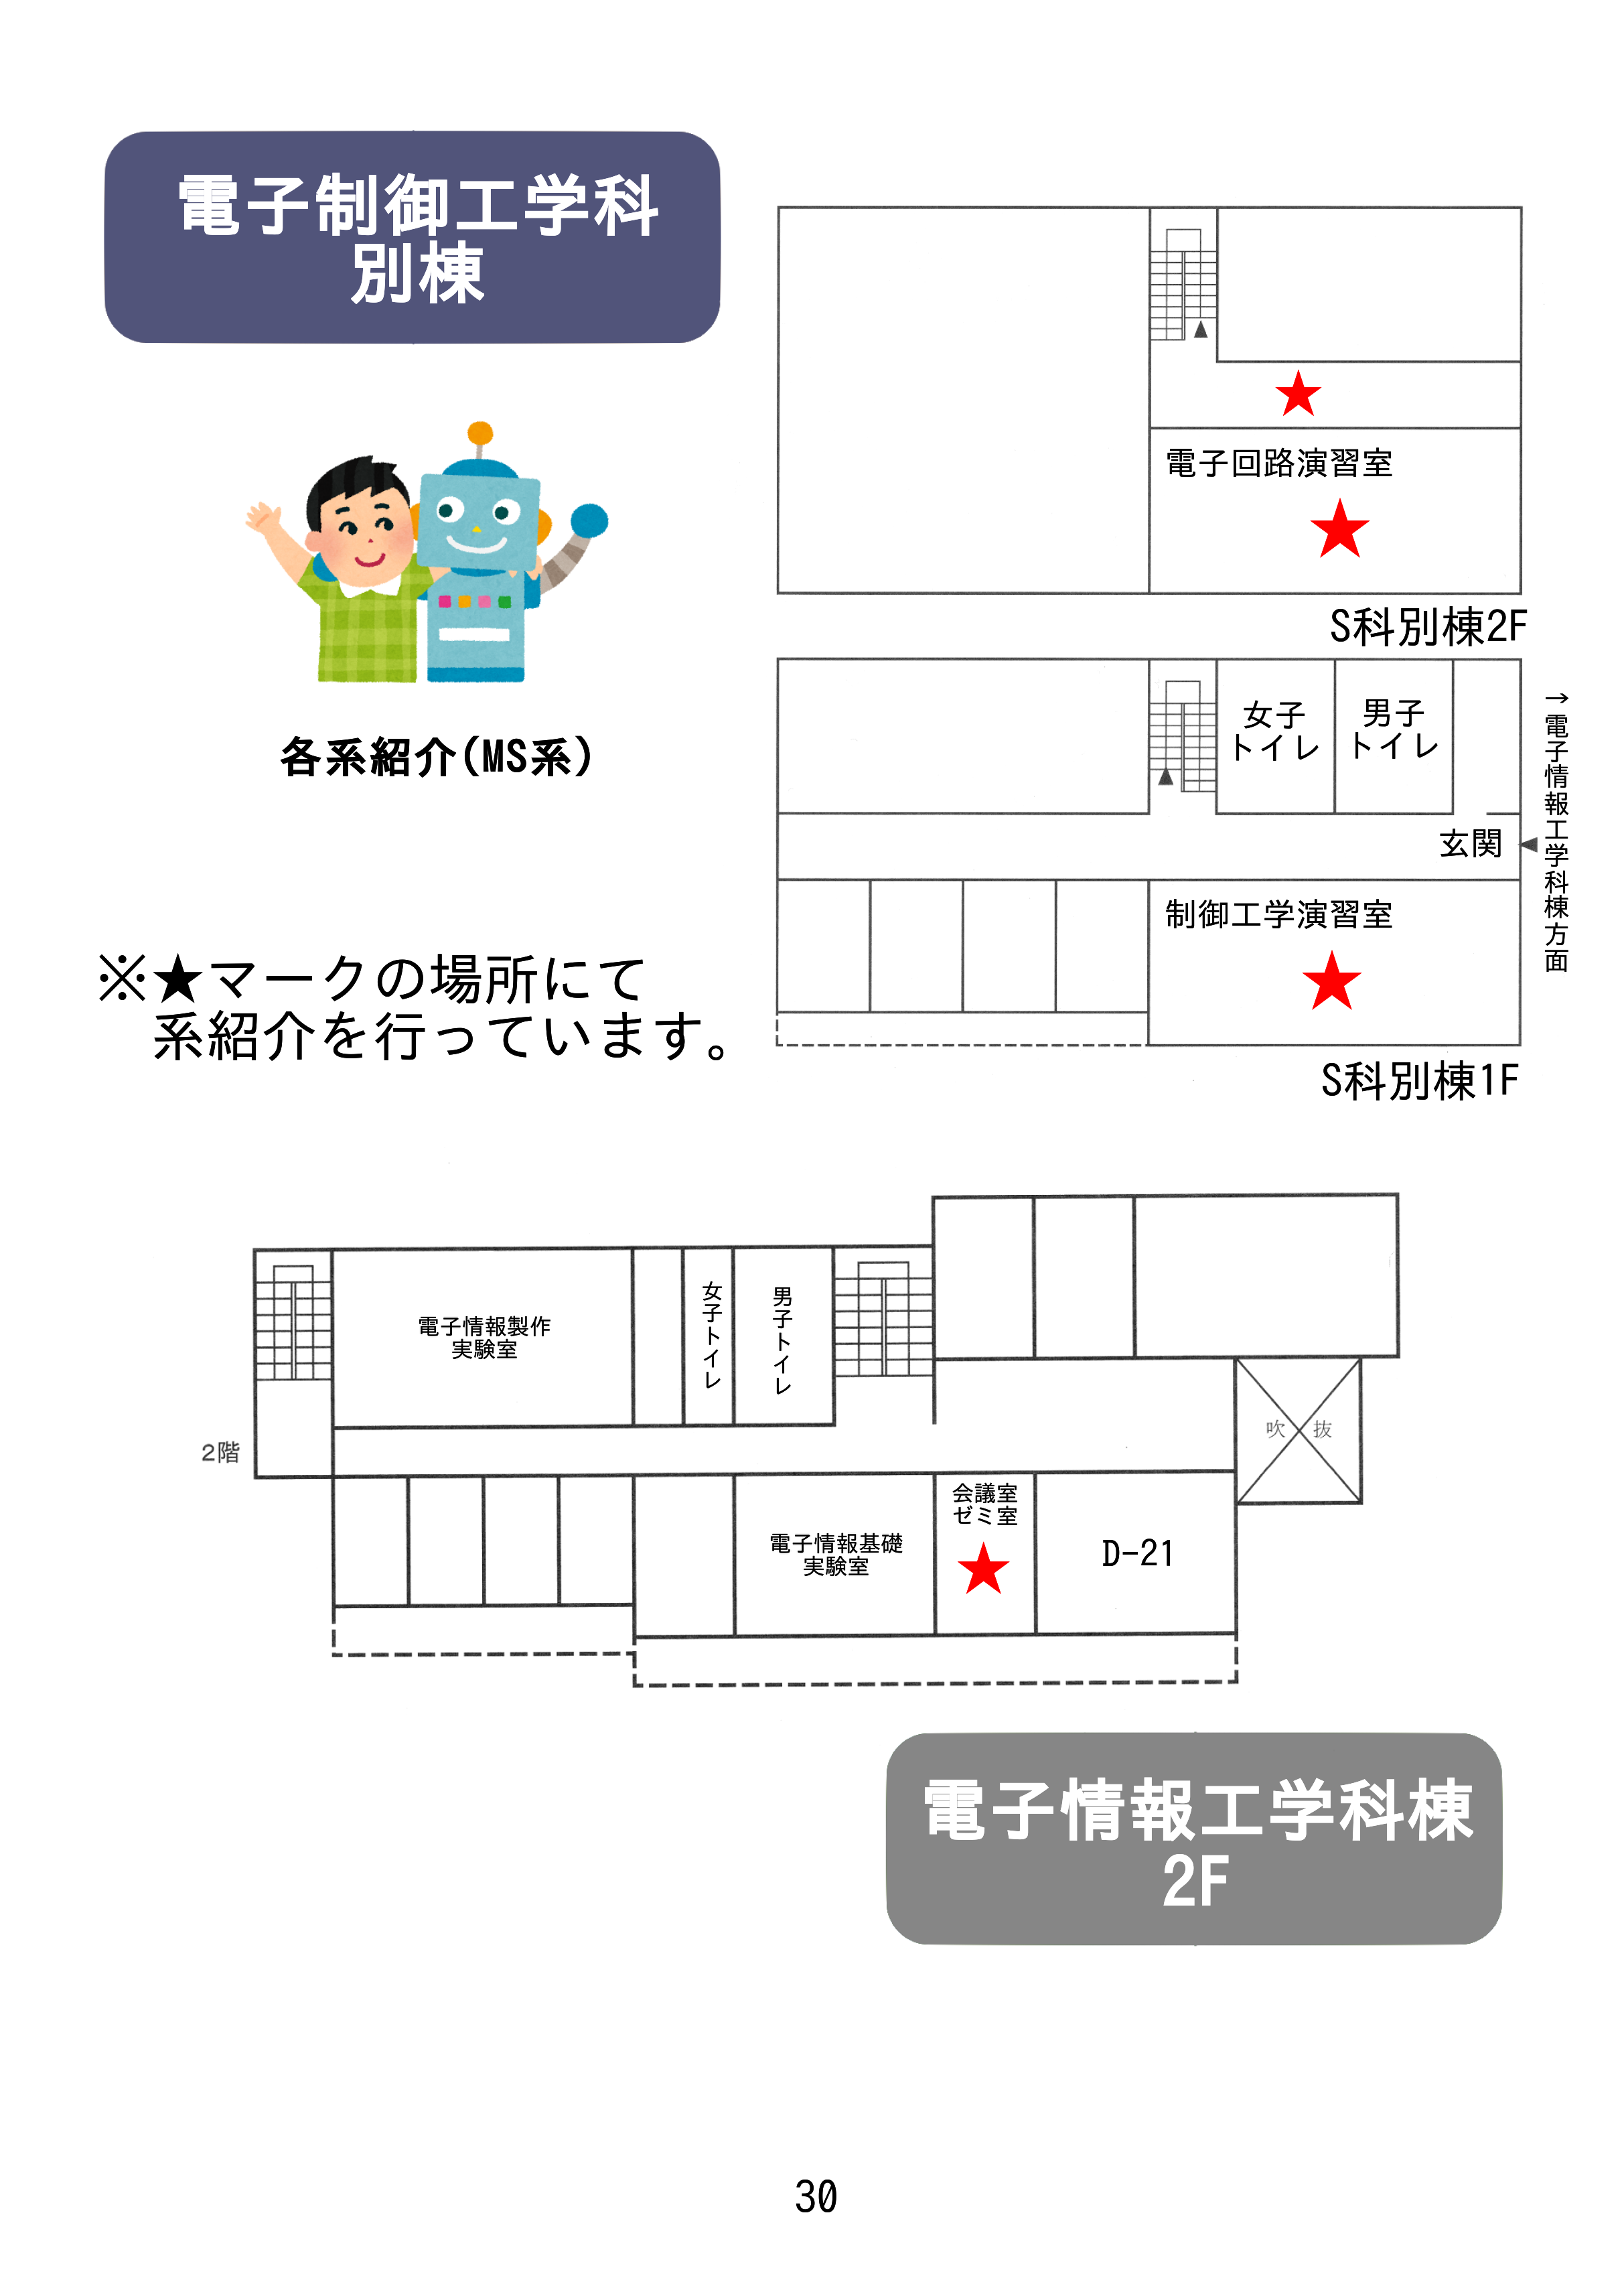 電子制御工学科
別棟
電子回路演習室
S科別棟2F
各系紹介(MS系)
女子
トイレ
男子
トイレ
玄関
→電子情報工学科棟方面
制御工学演習室
S科別棟1F
※★マークの場所にて
系紹介を行っています。
電子情報製作
実験室
女子トイレ
男子トイレ
吹 抜
2階
電子情報基礎
実験室
会議室
ゼミ室
D-21
電子情報工学科棟
2F
30